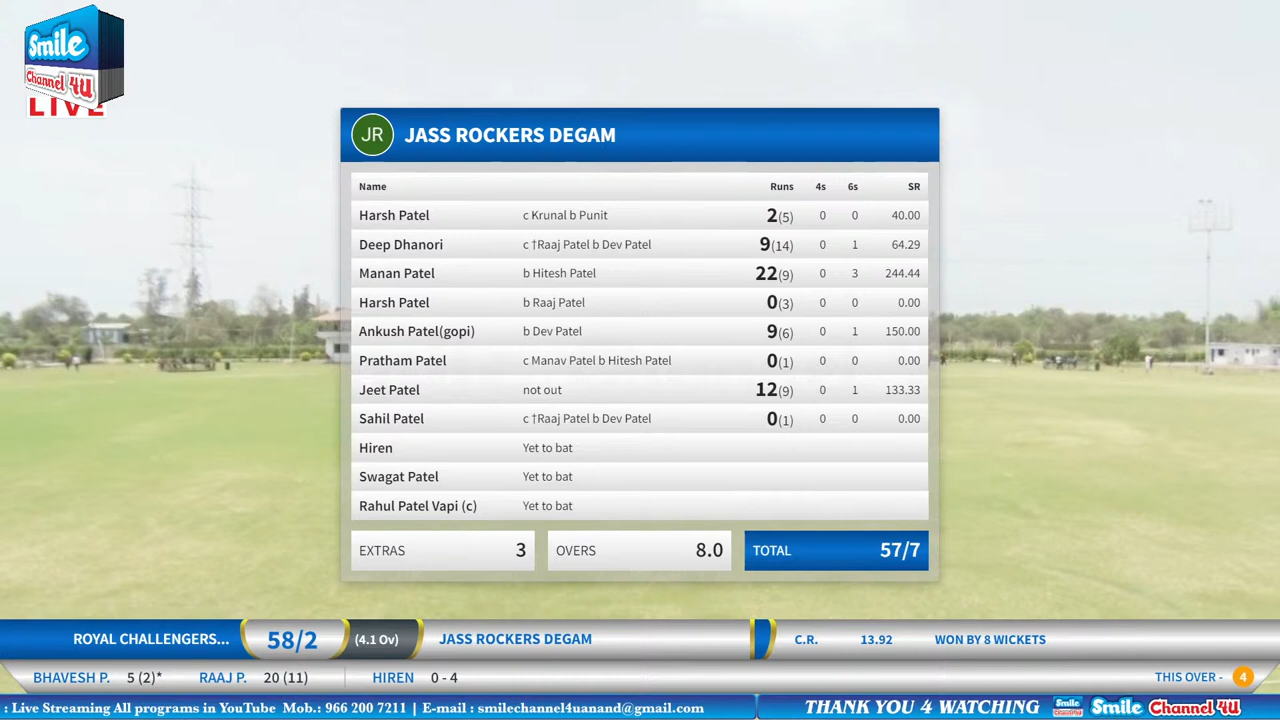 Smile
Channel 4U
LIVE
JR JASS ROCKERS DEGAM
Name Runs 4s 6s SR
Harsh Patel c Krunal b Punit 2(5) 0 0 40.00
Deep Dhanori c †Raaj Patel b Dev Patel 9(14) 0 1 64.29
Manan Patel b Hitesh Patel 22(9) 0 3 244.44
Harsh Patel b Raaj Patel 0(3) 0 0 0.00
Ankush Patel(gopi) b Dev Patel 9(6) 0 1 150.00
Pratham Patel c Manav Patel b Hitesh Patel 0(1) 0 0 0.00
Jeet Patel not out 12(9) 0 1 133.33
Sahil Patel c †Raaj Patel b Dev Patel 0(1) 0 0 0.00
Hiren Yet to bat
Swagat Patel Yet to bat
Rahul Patel Vapi (c) Yet to bat
EXTRAS 3 OVERS 8.0 TOTAL 57/7
ROYAL CHALLENGERS... 58/2 (4.1 Ov) JASS ROCKERS DEGAM C.R. 13.92 WON BY 8 WICKETS
BHAVESH P. 5 (2)* RAAJ P. 20 (11) HIREN 0 - 4 THIS OVER - 4
: Live Streaming All programs in YouTube Mob.: 966 200 7211 | E-mail : smilechannel4uanand@gmail.com THANK YOU 4 WATCHING Smile Channel 4U Smile Channel 4U